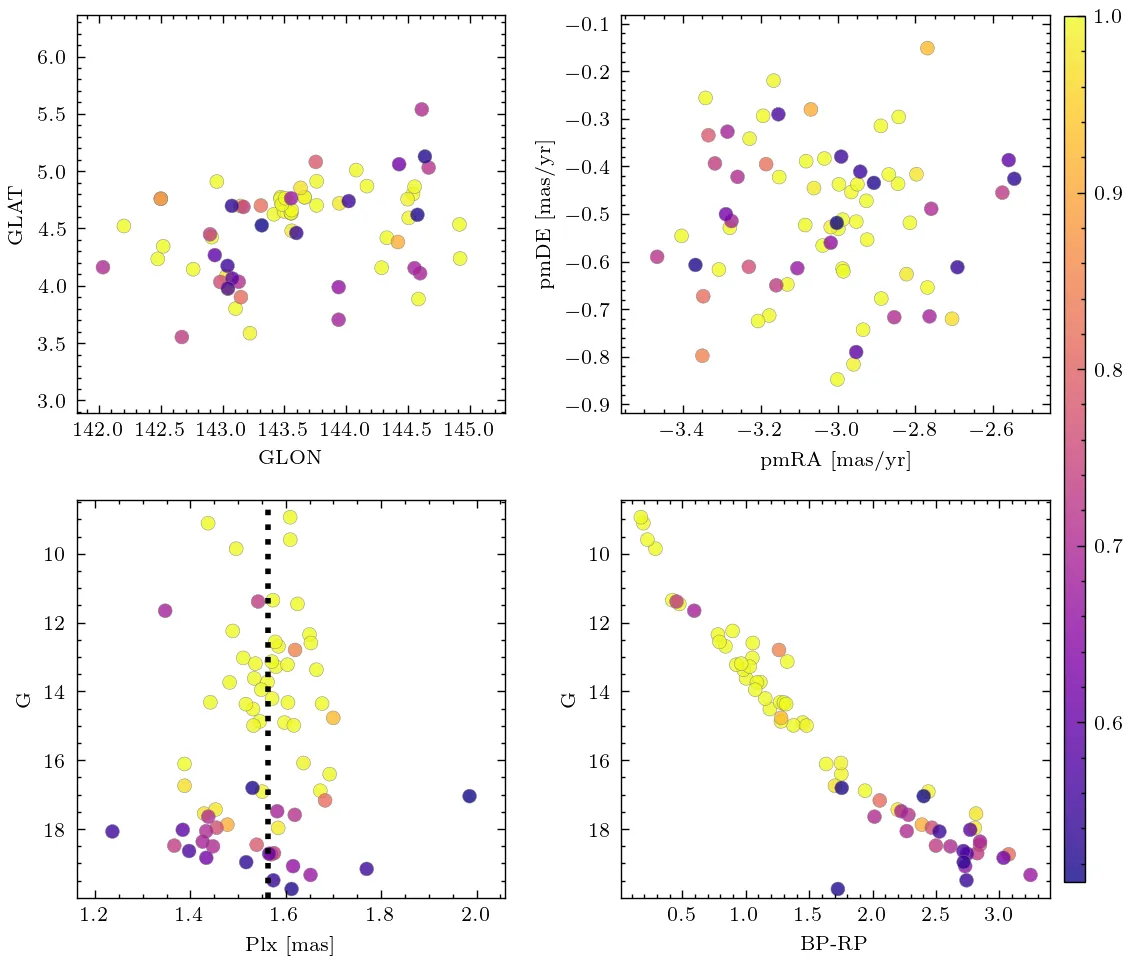 6.0
5.5
5.0
4.5
4.0
3.5
3.0
GLAT
142.0 142.5 143.0 143.5 144.0 144.5 145.0
GLON
−0.1
−0.2
−0.3
−0.4
−0.5
−0.6
−0.7
−0.8
−0.9
pmDE [mas/yr]
−3.4 −3.2 −3.0 −2.8 −2.6
pmRA [mas/yr]
1.0
0.9
0.8
0.7
0.6
10
12
14
16
18
G
1.2 1.4 1.6 1.8 2.0
Plx [mas]
10
12
14
16
18
G
0.5 1.0 1.5 2.0 2.5 3.0
BP-RP